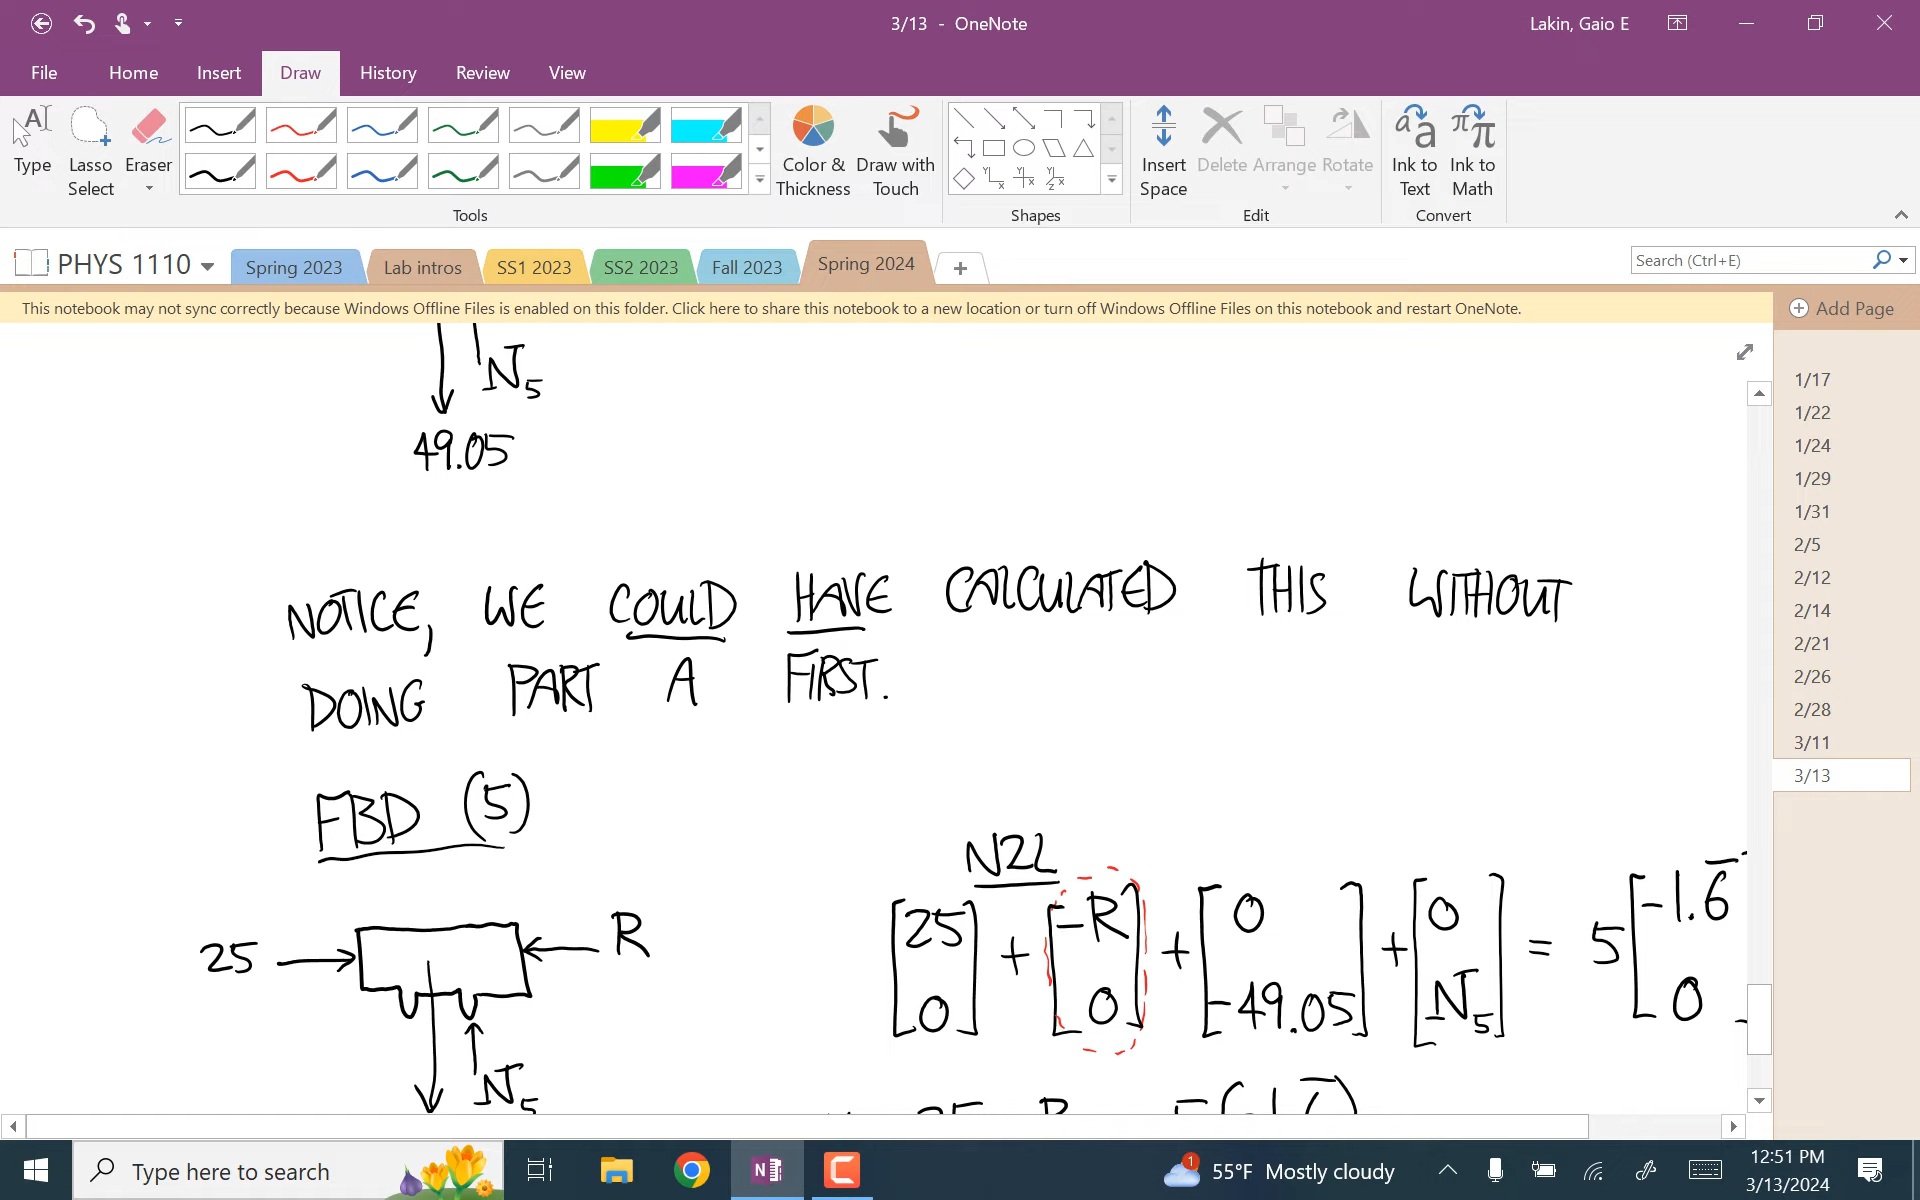 3/13 - OneNote
Lakin, Gaio E
File Home Insert Draw History Review View
Type
Lasso Select
Eraser
Color & Thickness
Draw with Touch
Insert Space
Delete
Arrange
Rotate
Ink to Text
Ink to Math
Tools
Shapes
Edit
Convert
PHYS 1110
Spring 2023
Lab intros
SS1 2023
SS2 2023
Fall 2023
Spring 2024
Search (Ctrl+E)
This notebook may not sync correctly because Windows Offline Files is enabled on this folder. Click here to share this notebook to a new location or turn off Windows Offline Files on this notebook and restart OneNote.
Add Page
1/17
1/22
1/24
1/29
1/31
2/5
2/12
2/14
2/21
2/26
2/28
3/11
3/13
N₅
49.05
NOTICE, WE COULD HAVE CALCULATED THIS WITHOUT
DOING PART A FIRST.
FBD (5)
25
R
N₅
N2L
[25 0] + [-R 0] + [0 -49.05] + [0 N₅] = 5[-1.6̅ 0
Type here to search
1
55°F Mostly cloudy
12:51 PM
3/13/2024